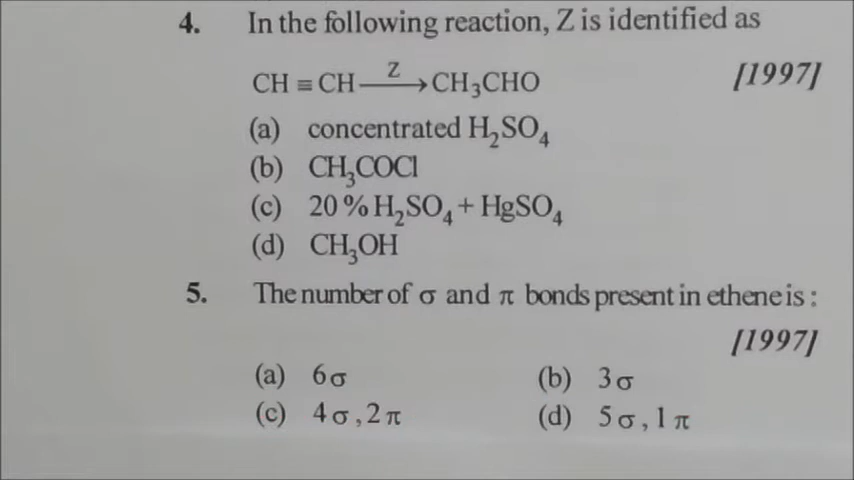 4. In the following reaction, Z is identified as
CH ≡ CH —Z→ CH₃CHO [1997]
(a) concentrated H₂SO₄
(b) CH₃COCl
(c) 20% H₂SO₄ + HgSO₄
(d) CH₃OH
5. The number of σ and π bonds present in ethene is :
[1997]
(a) 6σ (b) 3σ
(c) 4σ, 2π (d) 5σ, 1π